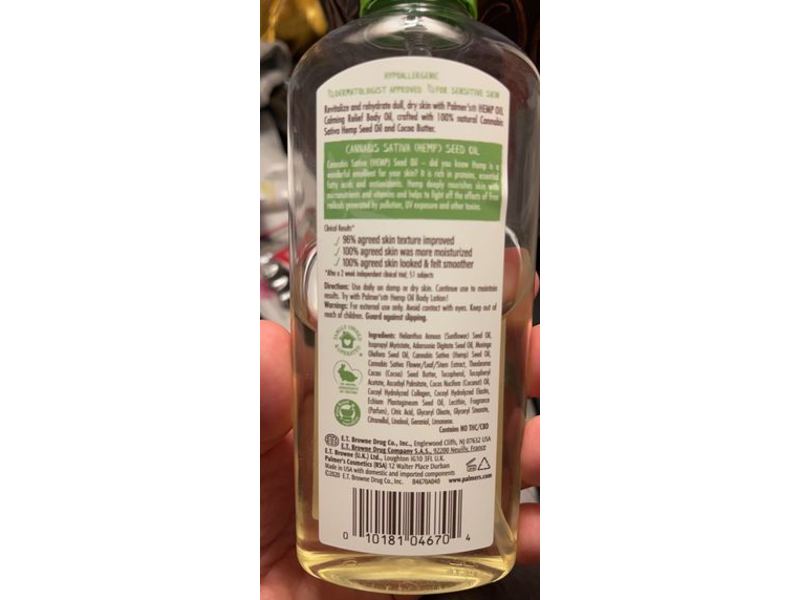 HYPOALLERGENIC
DERMATOLOGIST APPROVED FOR SENSITIVE SKIN
Revitalize and rehydrate dull, dry skin with Palmer's® HEMP OIL
Calming Relief Body Oil, crafted with 100% natural Cannabis
Sativa Hemp Seed Oil and Cocoa Butter.
CANNABIS SATIVA (HEMP) SEED OIL
Cannabis Sativa (HEMP) Seed Oil – did you know Hemp is a
wonderful emollient for your skin? It is rich in proteins, essential
fatty acids and antioxidants. Hemp deeply nourishes skin with
micronutrients and vitamins and helps to fight off the effects of free
radicals generated by pollution, UV exposure and other toxins.
Clinical Results*
✓ 96% agreed skin texture improved
✓ 100% agreed skin was more moisturized
✓ 100% agreed skin looked & felt smoother
*After a 2 week independent clinical trial, 51 subjects
Directions: Use daily on damp or dry skin. Continue use to maintain
results. Try with Palmer's® Hemp Oil Body Lotion!
Warnings: For external use only. Avoid contact with eyes. Keep out of
reach of children. Guard against slipping.
Ingredients: Helianthus Annuus (Sunflower) Seed Oil,
Isopropyl Myristate, Adansonia Digitata Seed Oil, Moringa
Oleifera Seed Oil, Cannabis Sativa (Hemp) Seed Oil,
Cannabis Sativa Flower/Leaf/Stem Extract, Theobroma
Cacao (Cocoa) Seed Butter, Tocopherol, Tocopheryl
Acetate, Ascorbyl Palmitate, Cocos Nucifera (Coconut) Oil,
Cocoyl Hydrolyzed Collagen, Cocoyl Hydrolyzed Elastin,
Echium Plantagineum Seed Oil, Lecithin, Fragrance
(Parfum), Citric Acid, Glyceryl Oleate, Glyceryl Stearate,
Citronellol, Linalool, Geraniol, Limonene.
Contains NO THC/CBD
E.T. Browne Drug Co., Inc., Englewood Cliffs, NJ 07632 USA
E.T. Browne Drug Company S.A.S., 92200 Neuilly, France
E.T. Browne (U.K.) Ltd., Loughton IG10 3FL U.K.
Palmer's Cosmetics (RSA) 12 Walter Place Durban
Made in USA with domestic and imported components
©2020 E.T. Browne Drug Co., Inc. B4670A040 www.palmers.com
0 10181 04670 4